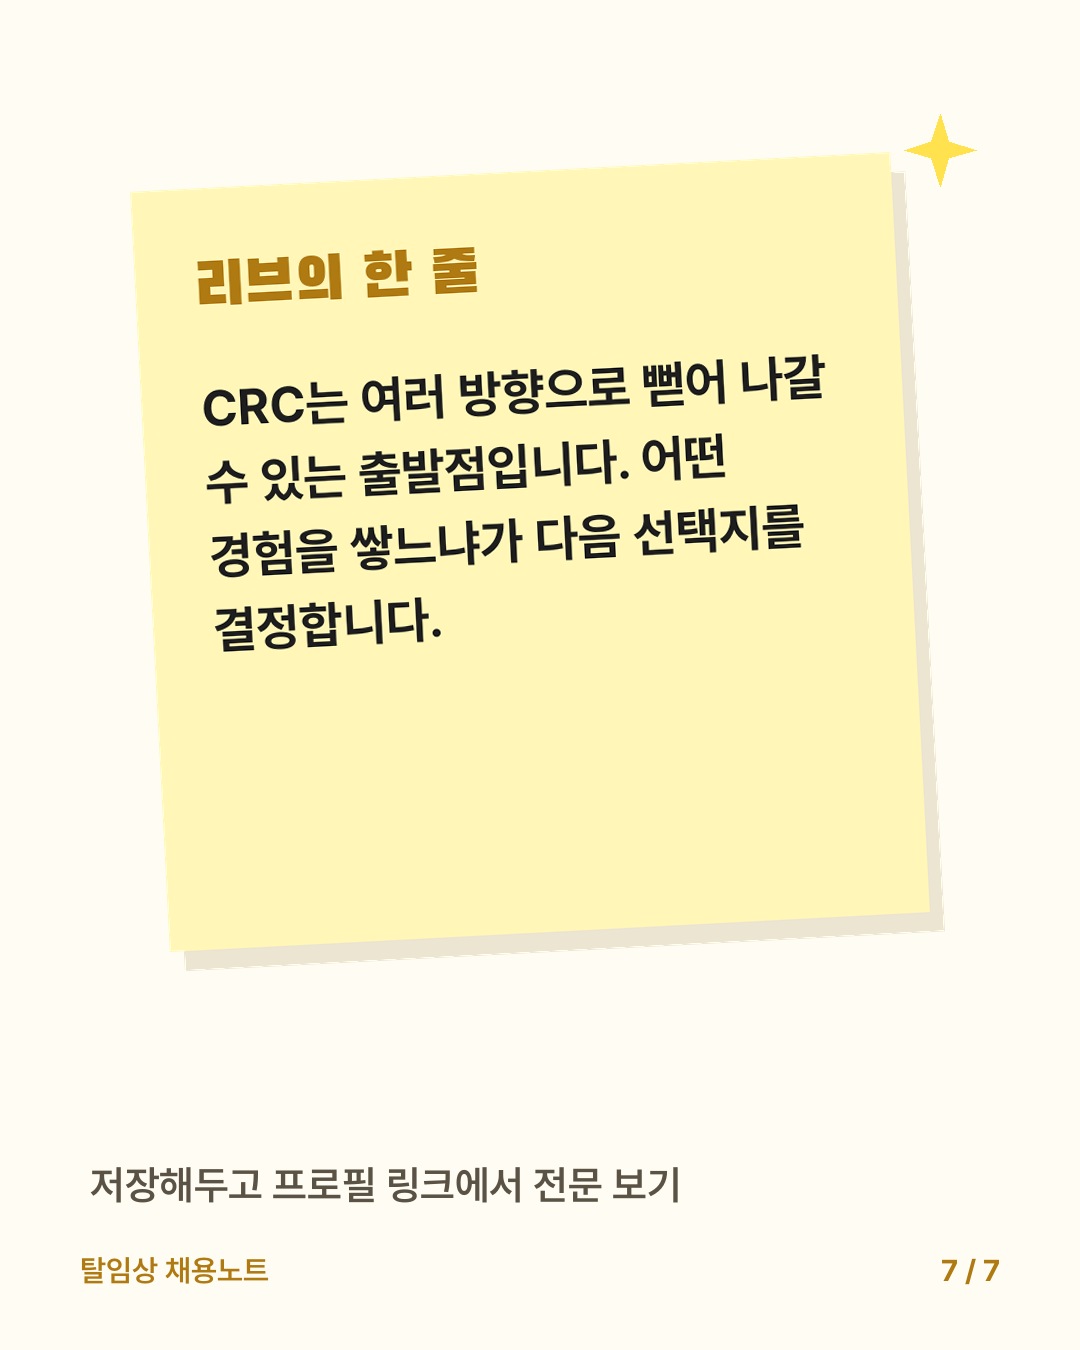 리브의 한 줄
CRC는 여러 방향으로 뻗어 나갈
수 있는 출발점입니다. 어떤
경험을 쌓느냐가 다음 선택지를
결정합니다.
저장해두고 프로필 링크에서 전문 보기
탈임상 채용노트
7 / 7